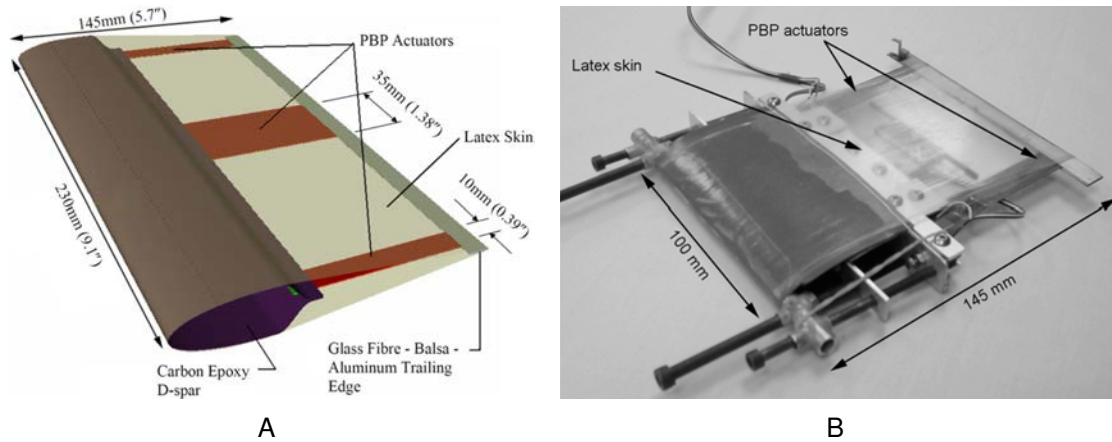 145mm (5.7″)
PBP Actuators
35mm
(1.38″)
Latex Skin
10mm (0.39″)
230mm (9.1″)
Carbon Epoxy
D-spar
Glass Fibre - Balsa -
Aluminum Trailing
Edge
A
PBP actuators
Latex skin
100 mm
145 mm
B